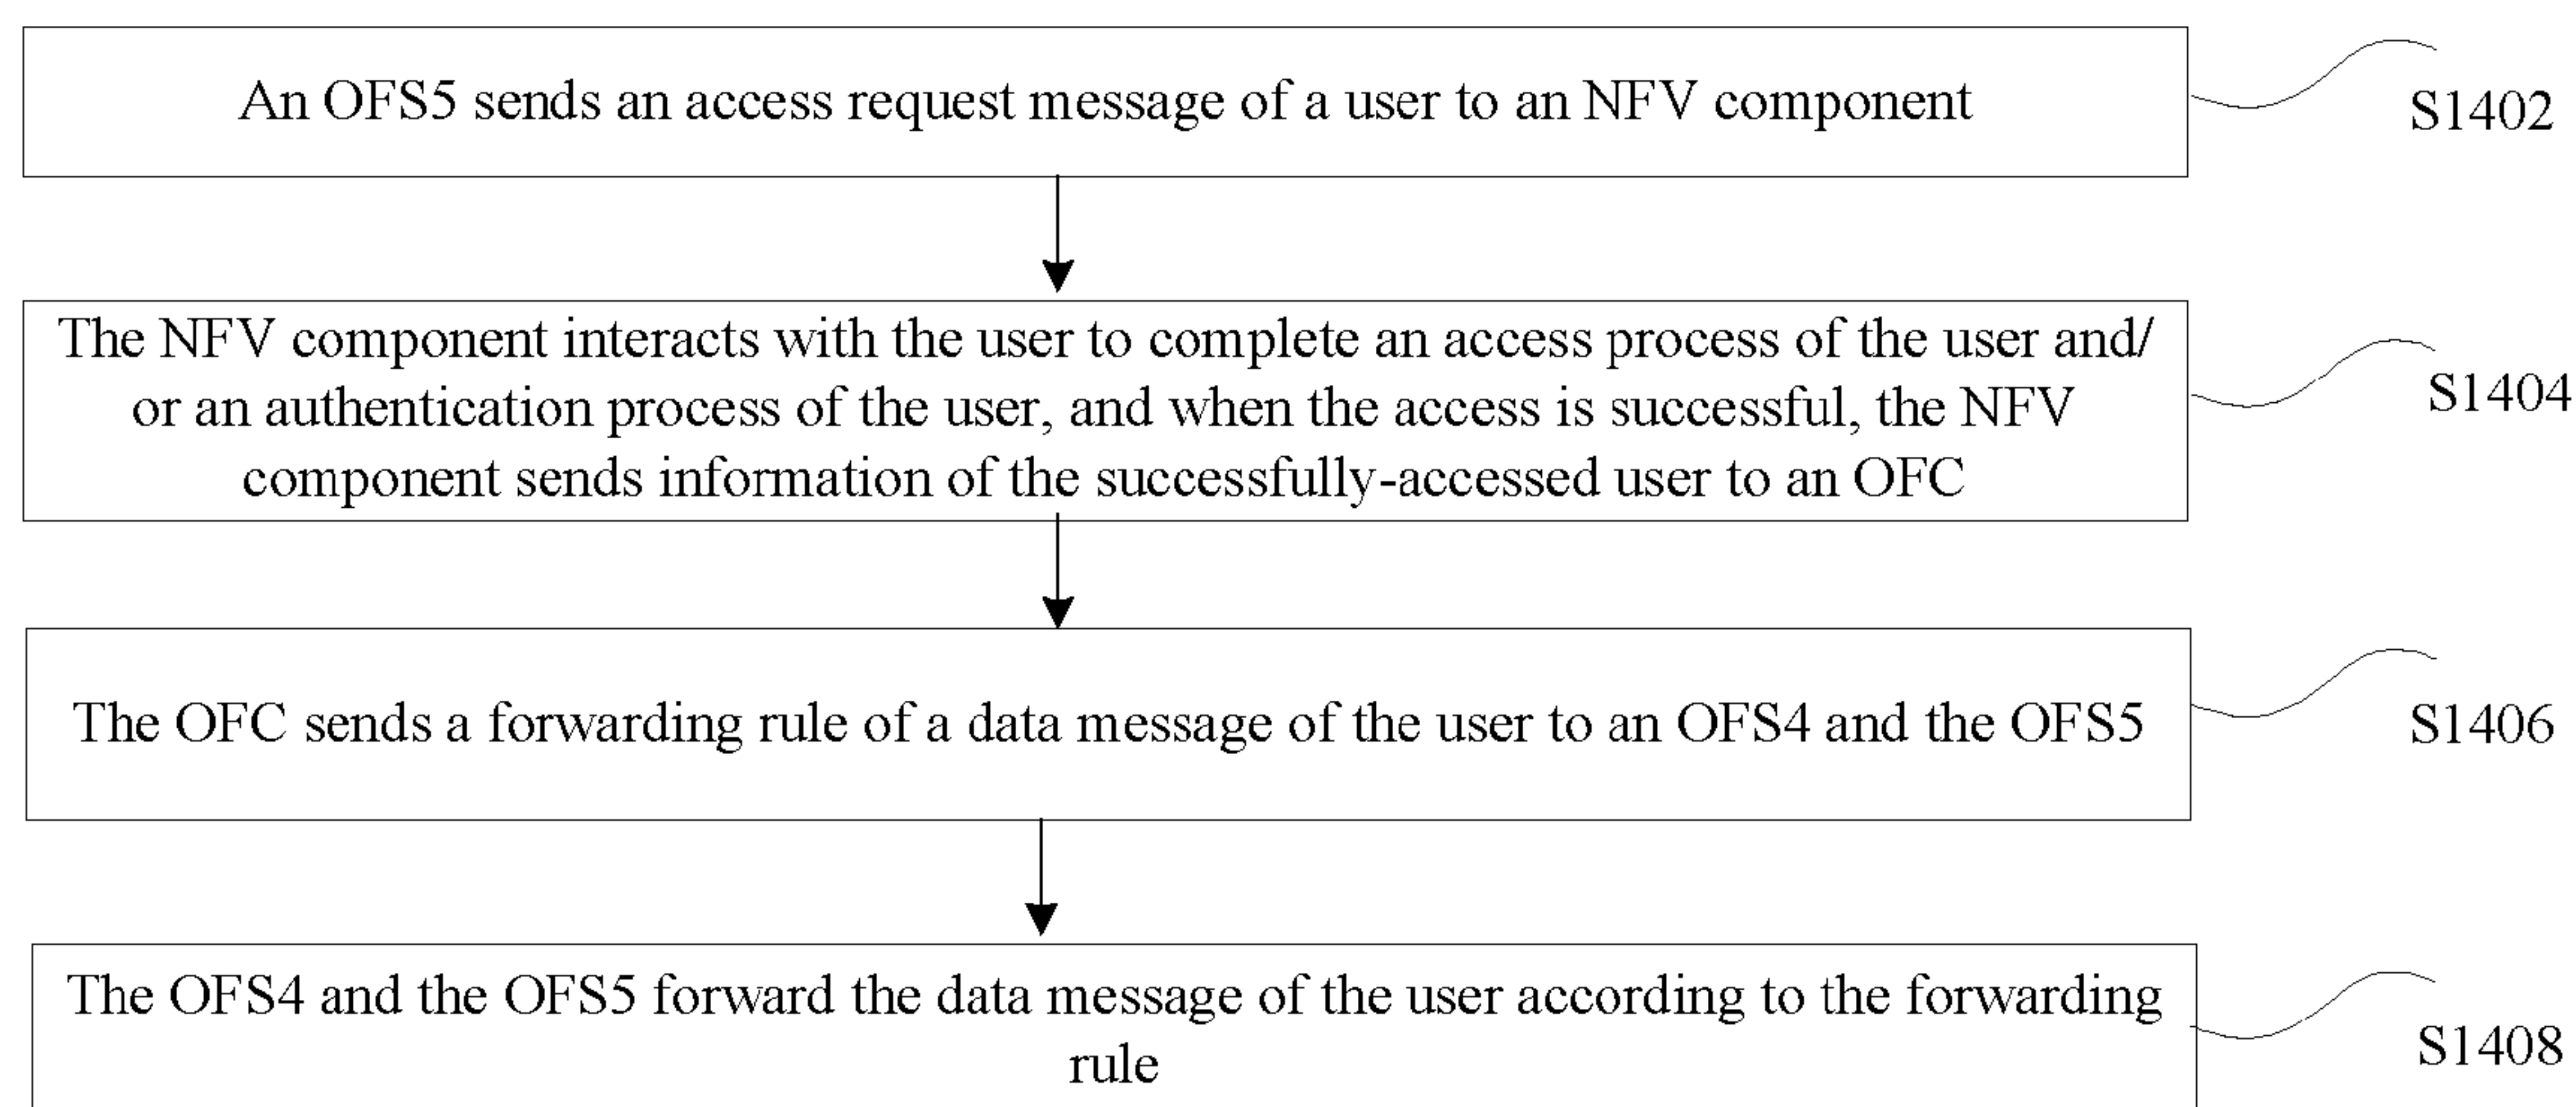 An OFS5 sends an access request message of a user to an NFV component
S1402
The NFV component interacts with the user to complete an access process of the user and/
or an authentication process of the user, and when the access is successful, the NFV
component sends information of the successfully-accessed user to an OFC
S1404
The OFC sends a forwarding rule of a data message of the user to an OFS4 and the OFS5
S1406
The OFS4 and the OFS5 forward the data message of the user according to the forwarding
rule
S1408